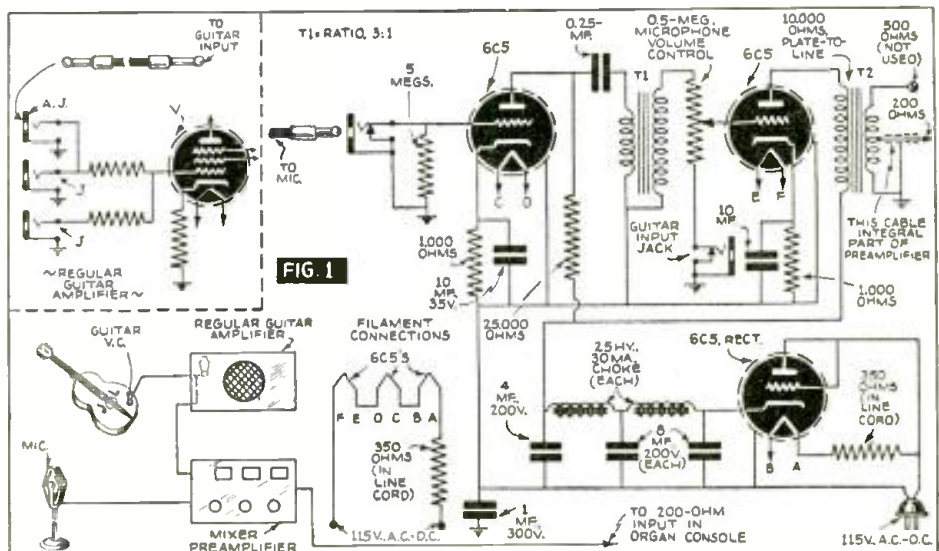 TO
GUITAR
INPUT
A.J.
V
J
J
~REGULAR
GUITAR
AMPLIFIER~
T1 = RATIO, 3:1
5
MEGS.
6C5
0.25-
MF.
T1
0.5-MEG.
MICROPHONE
VOLUME
CONTROL
6C5
10,000
OHMS,
PLATE-TO-
LINE
T2
500
OHMS
(NOT
USED)
200
OHMS
TO
MIC.
C D
E F
1,000
OHMS
10
MF.
35V.
FIG. 1
25,000
OHMS
GUITAR
INPUT
JACK
10
MF.
THIS CABLE
INTEGRAL
PART OF
PREAMPLIFIER
1,000
OHMS
GUITAR
V.C.
REGULAR GUITAR
AMPLIFIER
MIC.
MIXER
PREAMPLIFIER
FILAMENT
CONNECTIONS
6C5'S
F E D C B A
350
OHMS
(IN
LINE
CORD)
115V. A.C.-D.C.
4
MF.,
200V.
25 HY.,
30 MA.,
CHOKE
(EACH)
8
MF.
200V.
(EACH)
6C5, RECT.
350
OHMS
(IN
LINE
CORD)
B A
1
MF.
300V.
TO 200-OHM
INPUT IN
ORGAN CONSOLE
115V. A.C.-D.C.